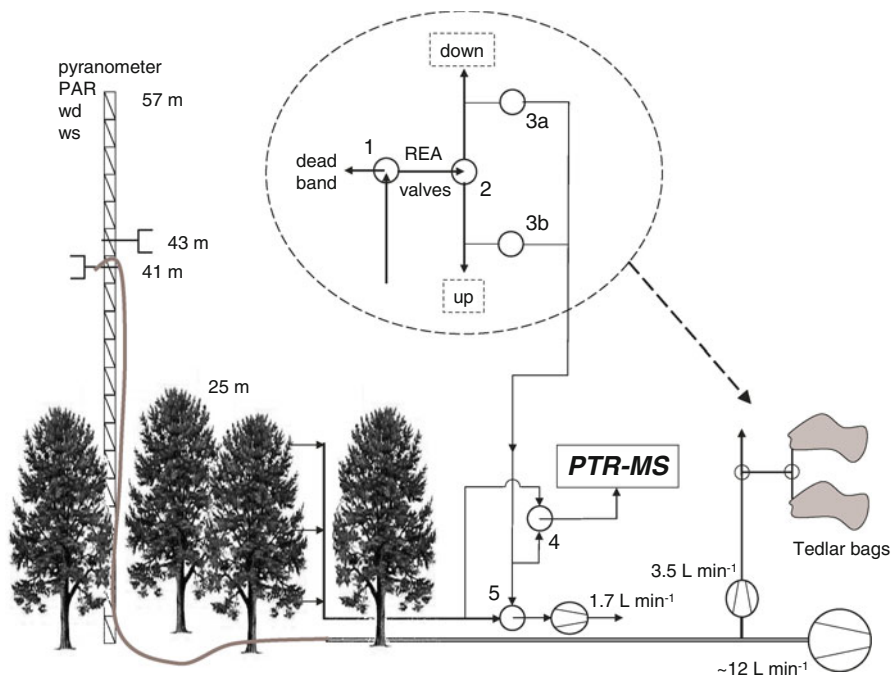 pyranometer
PAR
wd
ws
57 m
43 m
41 m
25 m
down
3a
1
REA
dead
band
valves
2
3b
up
PTR-MS
4
5
1.7 L min⁻¹
3.5 L min⁻¹
Tedlar bags
~12 L min⁻¹